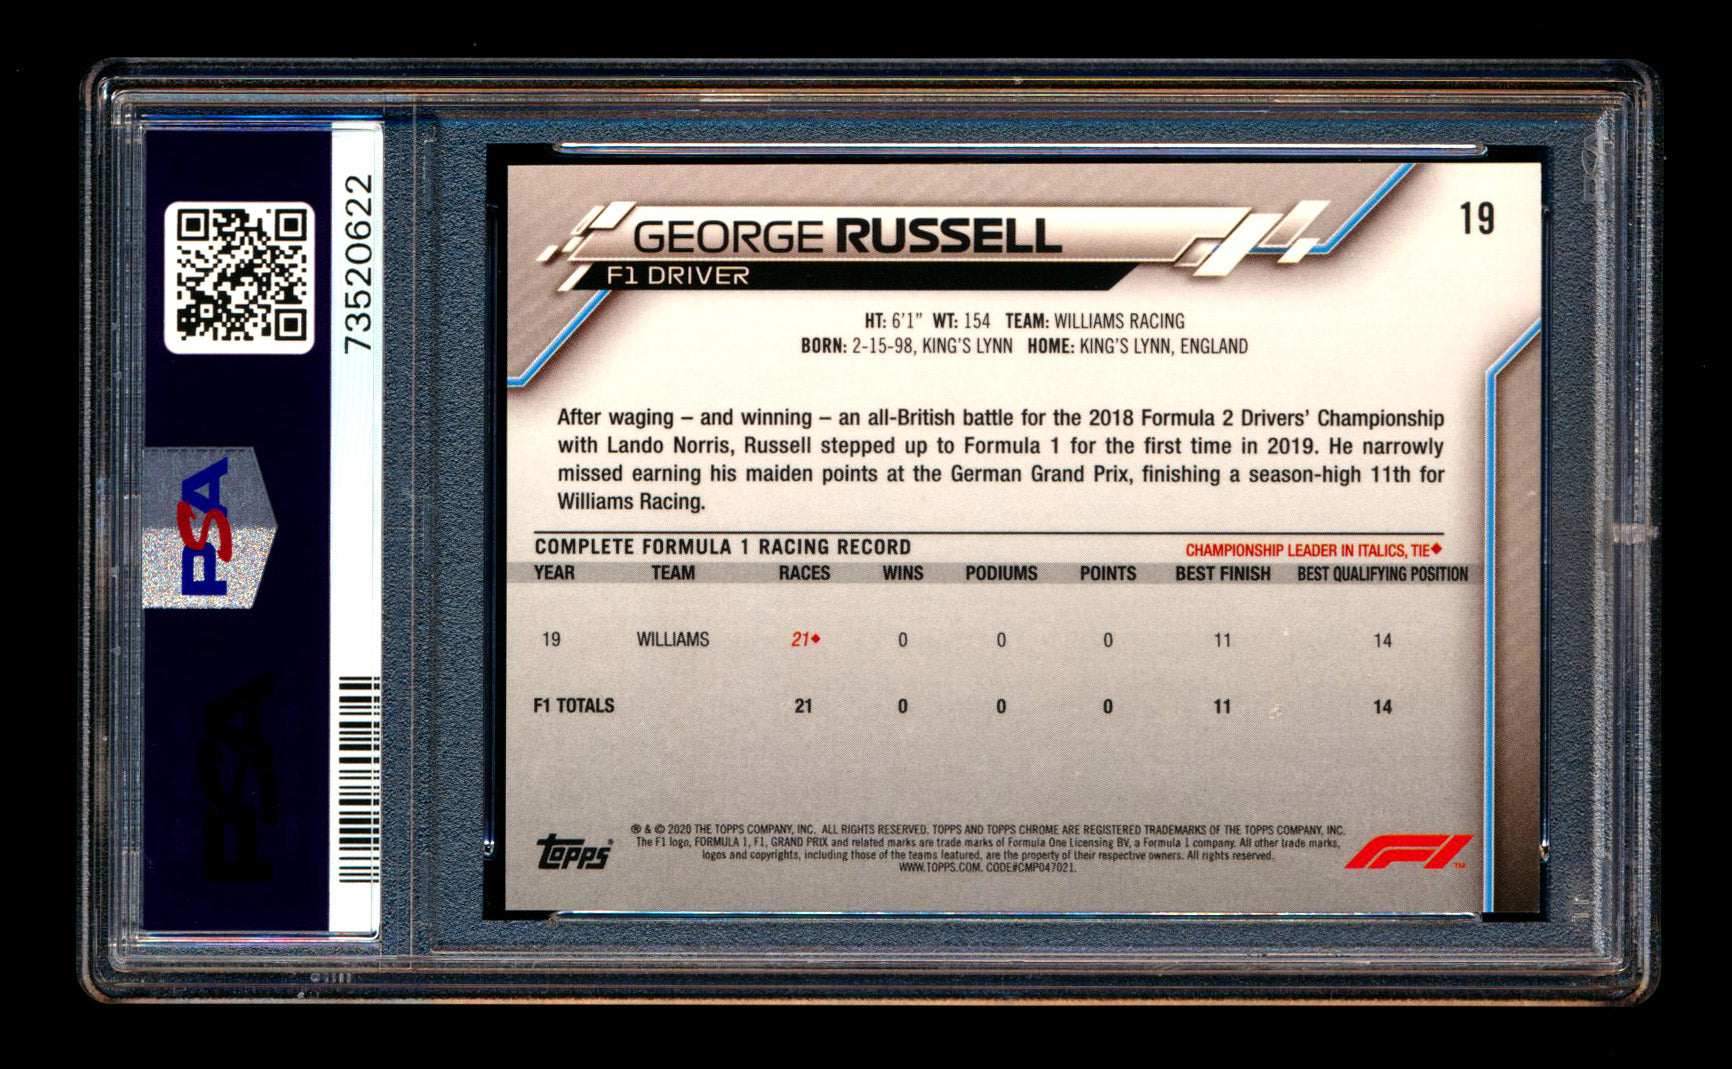 73520622
PSA
PSA
19
GEORGE RUSSELL
F1 DRIVER
HT: 6'1" WT: 154 TEAM: WILLIAMS RACING
BORN: 2-15-98, KING'S LYNN HOME: KING'S LYNN, ENGLAND
After waging – and winning – an all-British battle for the 2018 Formula 2 Drivers' Championship
with Lando Norris, Russell stepped up to Formula 1 for the first time in 2019. He narrowly
missed earning his maiden points at the German Grand Prix, finishing a season-high 11th for
Williams Racing.
COMPLETE FORMULA 1 RACING RECORD CHAMPIONSHIP LEADER IN ITALICS, TIE♦
YEAR TEAM RACES WINS PODIUMS POINTS BEST FINISH BEST QUALIFYING POSITION
19 WILLIAMS 21♦ 0 0 0 11 14
F1 TOTALS 21 0 0 0 11 14
Topps®
® & © 2020 THE TOPPS COMPANY, INC. ALL RIGHTS RESERVED. TOPPS AND TOPPS CHROME ARE REGISTERED TRADEMARKS OF THE TOPPS COMPANY, INC.
The F1 logo, FORMULA 1, F1, GRAND PRIX and related marks are trade marks of Formula One Licensing BV, a Formula 1 company. All other trade marks,
logos and copyrights, including those of the teams featured, are the property of their respective owners. All rights reserved.
WWW.TOPPS.COM. CODE#CMP047021.
F1™